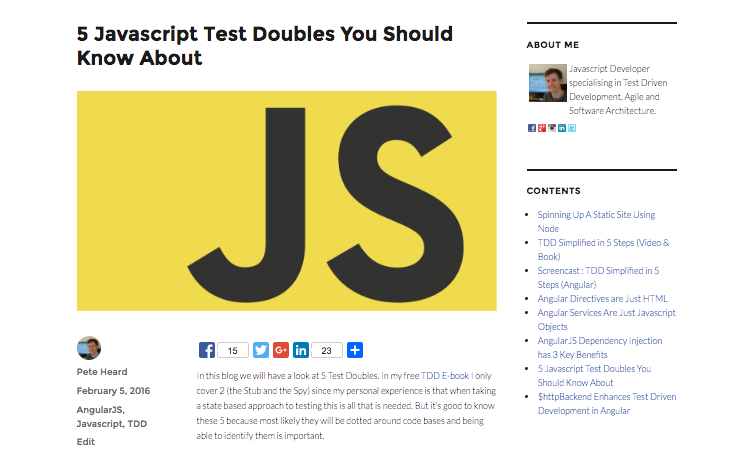 5 Javascript Test Doubles You Should
Know About
JS
Pete Heard
February 5, 2016
AngularJS,
Javascript, TDD
Edit
15
23
In this blog we will have a look at 5 Test Doubles. In my free TDD E-book I only
cover 2 (the Stub and the Spy) since my personal experience is that when taking
a state based approach to testing this is all that is needed. But it's good to know
these 5 because most likely they will be dotted around code bases and being
able to identify them is important.
ABOUT ME
Javascript Developer
specialising in Test Driven
Development, Agile and
Software Architecture.
CONTENTS
Spinning Up A Static Site Using
Node
TDD Simplified in 5 Steps (Video &
Book)
Screencast : TDD Simplified in 5
Steps (Angular)
Angular Directives are Just HTML
Angular Services Are Just Javascript
Objects
AngularJS Dependency Injection
has 3 Key Benefits
5 Javascript Test Doubles You
Should Know About
$httpBackend Enhances Test Driven
Development in Angular